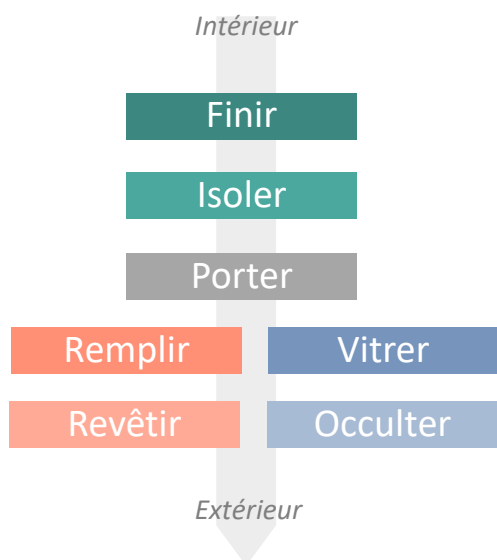 Intérieur
Finir
Isoler
Porter
Remplir
Vitrer
Revêtir
Occulter
Extérieur